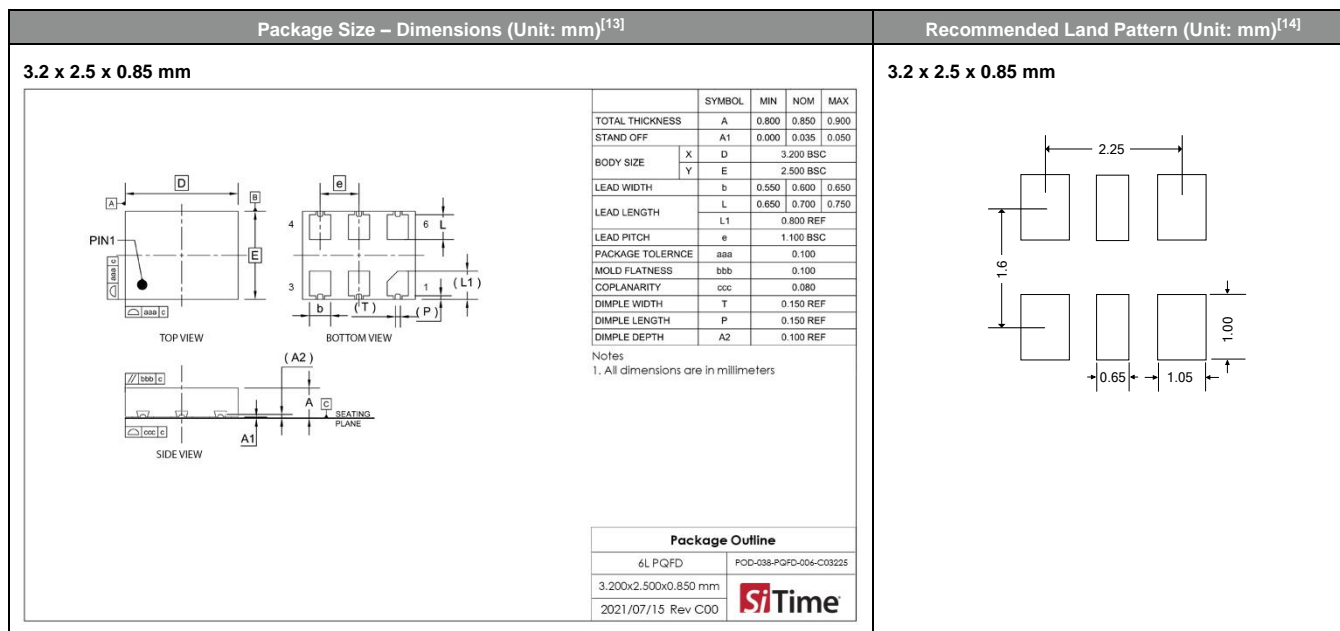 Package Size – Dimensions (Unit: mm)[13]
Recommended Land Pattern (Unit: mm)[14]
3.2 x 2.5 x 0.85 mm
D
e
A
B
4
6
L
PIN1
E
aaa c
3
1
(L1)
b
(T)
(P)
aaa c
TOP VIEW
BOTTOM VIEW
(A2)
// bbb c
A
C
SEATING
PLANE
ccc c
A1
SIDE VIEW
SYMBOL MIN NOM MAX
TOTAL THICKNESS A 0.800 0.850 0.900
STAND OFF A1 0.000 0.035 0.050
BODY SIZE X D 3.200 BSC
Y E 2.500 BSC
LEAD WIDTH b 0.550 0.600 0.650
LEAD LENGTH L 0.650 0.700 0.750
L1 0.800 REF
LEAD PITCH e 1.100 BSC
PACKAGE TOLERNCE aaa 0.100
MOLD FLATNESS bbb 0.100
COPLANARITY ccc 0.080
DIMPLE WIDTH T 0.150 REF
DIMPLE LENGTH P 0.150 REF
DIMPLE DEPTH A2 0.100 REF
Notes
1. All dimensions are in millimeters
Package Outline
6L PQFD POD-038-PQFD-006-C03225
3.200x2.500x0.850 mm
2021/07/15 Rev C00
SiTime
3.2 x 2.5 x 0.85 mm
2.25
1.6
1.00
0.65
1.05